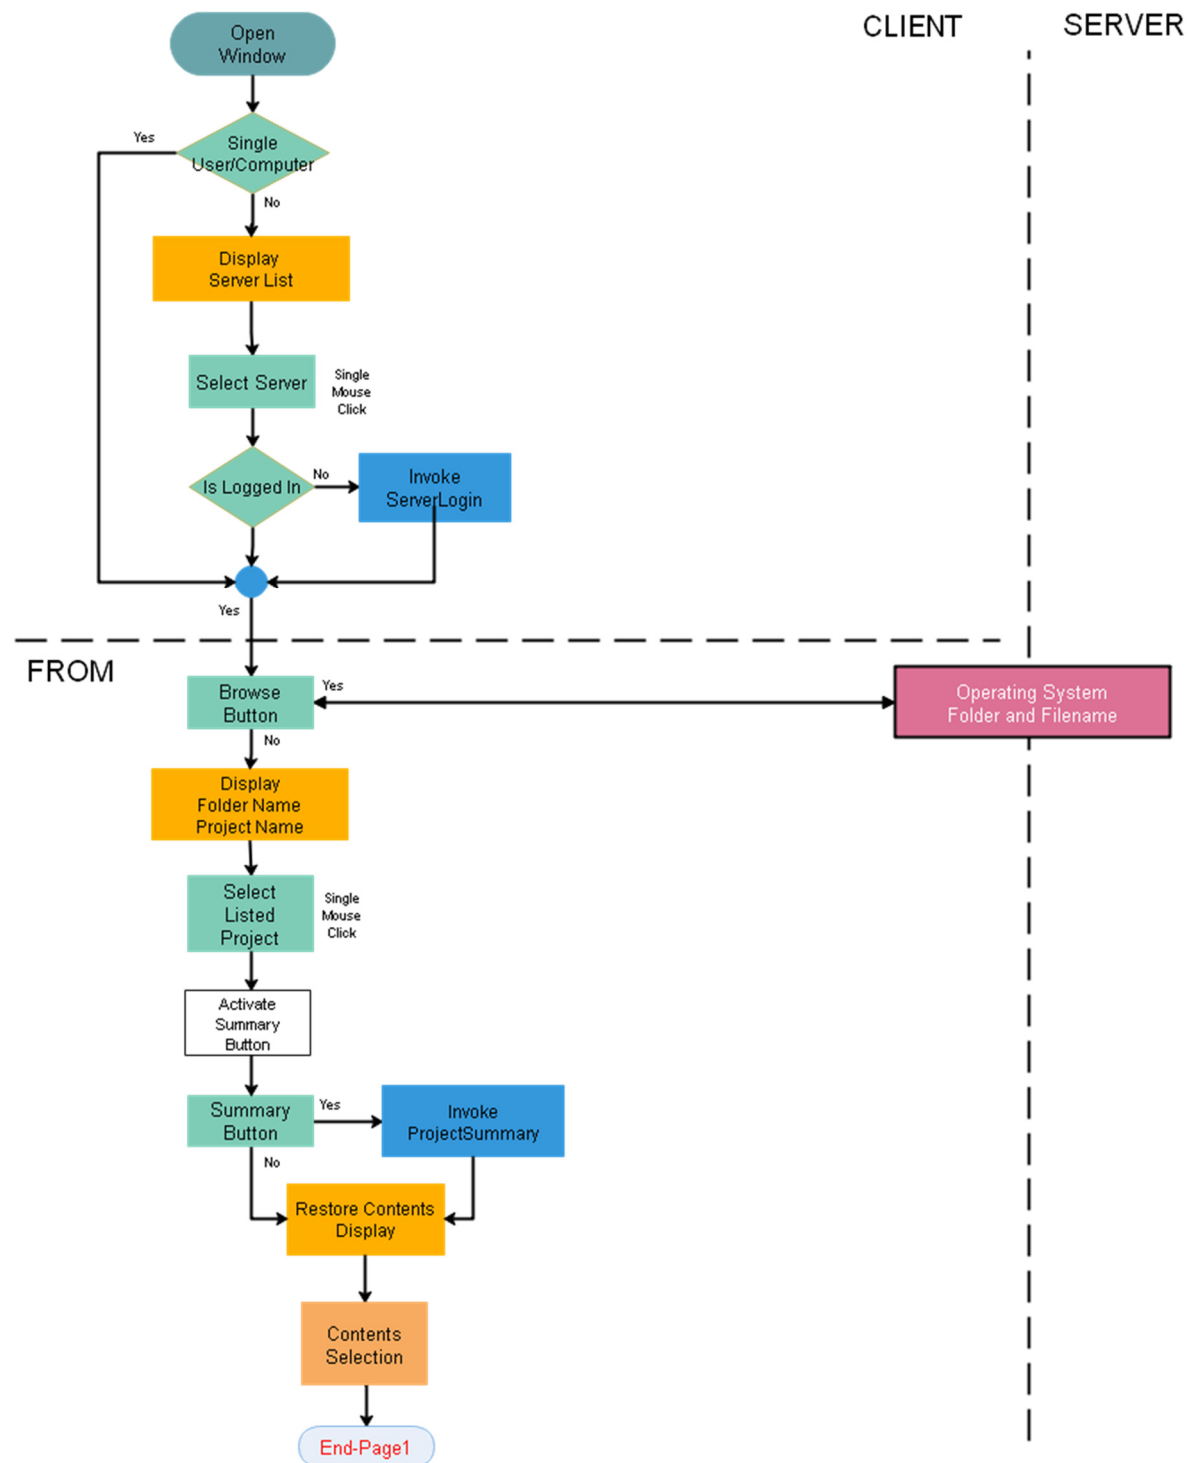 CLIENT
SERVER
Open
Window
Yes
Single
User/Computer
No
Display
Server List
Select Server
Single
Mouse
Click
Is Logged In
No
Invoke
ServerLogin
Yes
FROM
Browse
Button
Yes
Operating System
Folder and Filename
No
Display
Folder Name
Project Name
Select
Listed
Project
Single
Mouse
Click
Activate
Summary
Button
Summary
Button
Yes
Invoke
ProjectSummary
No
Restore Contents
Display
Contents
Selection
End-Page1